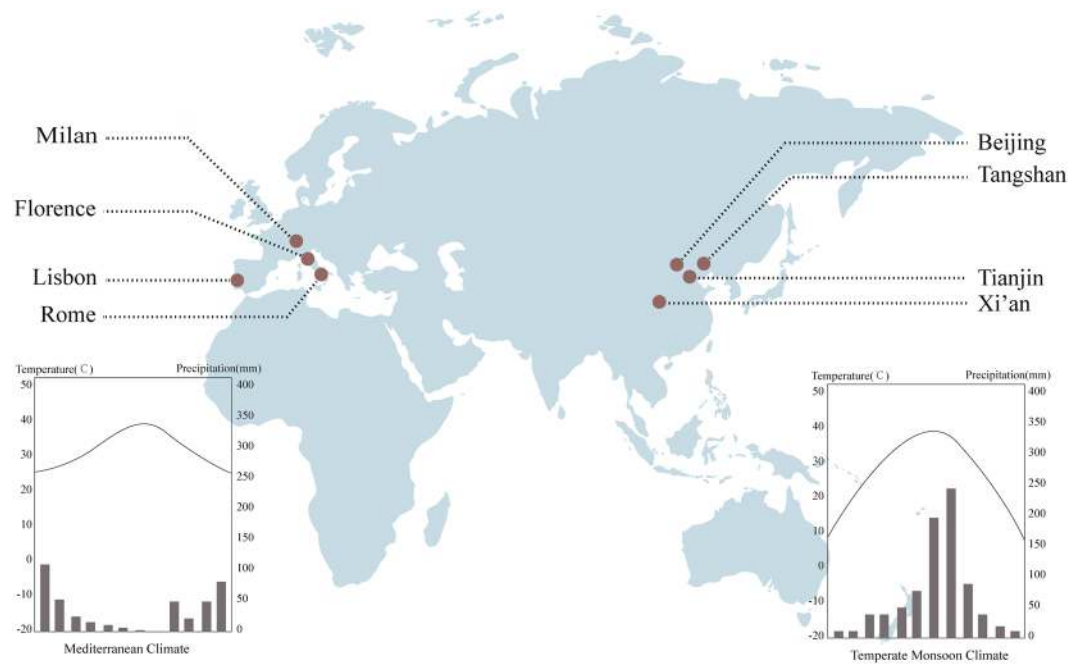 Milan
Florence
Lisbon
Rome
Beijing
Tangshan
Tianjin
Xi’an
Temperature( C )
Precipitation(mm)
50
40
30
20
10
0
-10
-20
400
350
300
250
200
150
100
50
0
Mediterranean Climate
Temperature( C )
Precipitation(mm)
50
40
30
20
10
0
-10
-20
400
350
300
250
200
150
100
50
0
Temperate Monsoon Climate